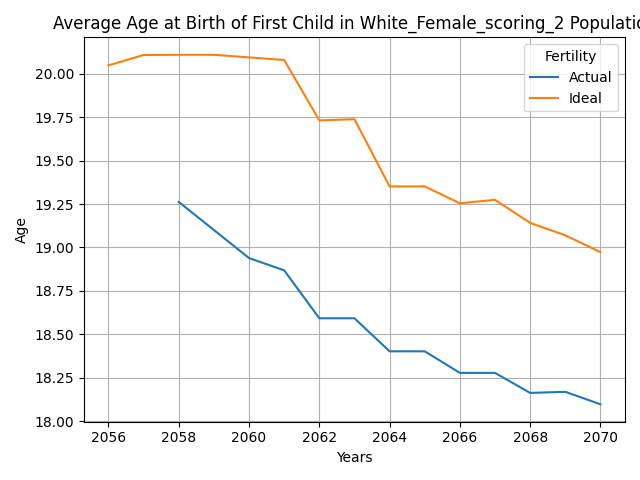 Average Age at Birth of First Child in White_Female_scoring_2 Populatio
Fertility
Actual
Ideal
20.00
19.75
19.50
19.25
19.00
18.75
18.50
18.25
18.00
Age
2056 2058 2060 2062 2064 2066 2068 2070
Years